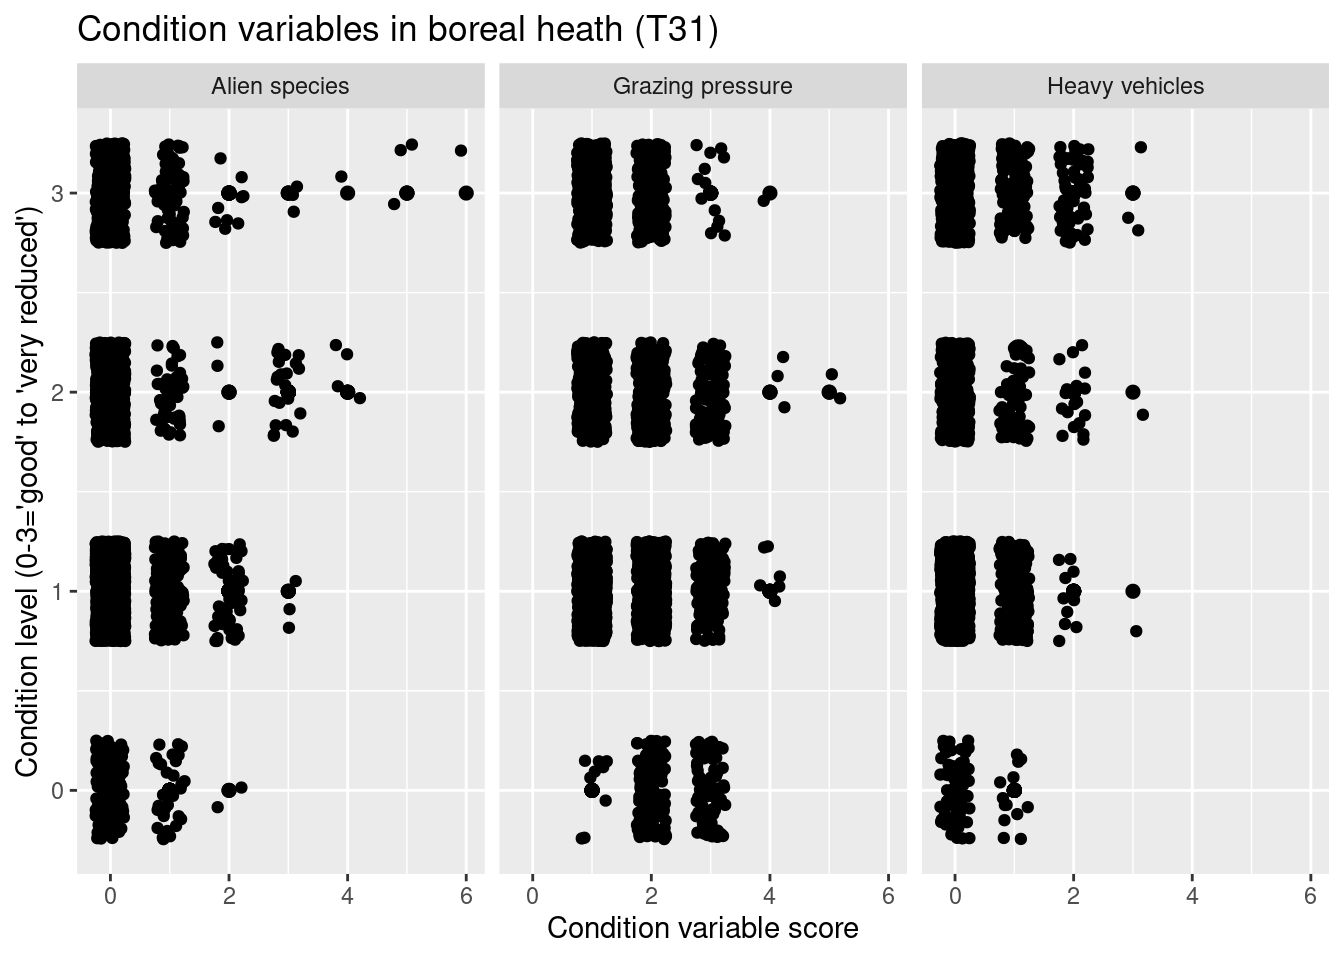 Condition variables in boreal heath (T31)
Alien species
Grazing pressure
Heavy vehicles
Condition level (0-3='good' to 'very reduced')
3
2
1
0
0 2 4 6
0 2 4 6
0 2 4 6
Condition variable score